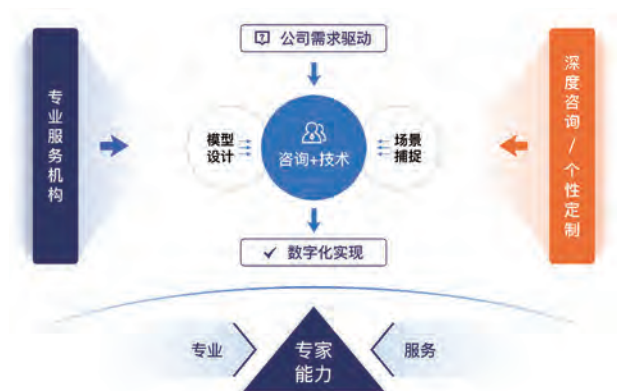 公司需求驱动
专业服务机构
模型
设计
咨询+技术
场景
捕捉
深度咨询/个性定制
数字化实现
专业
专家
能力
服务